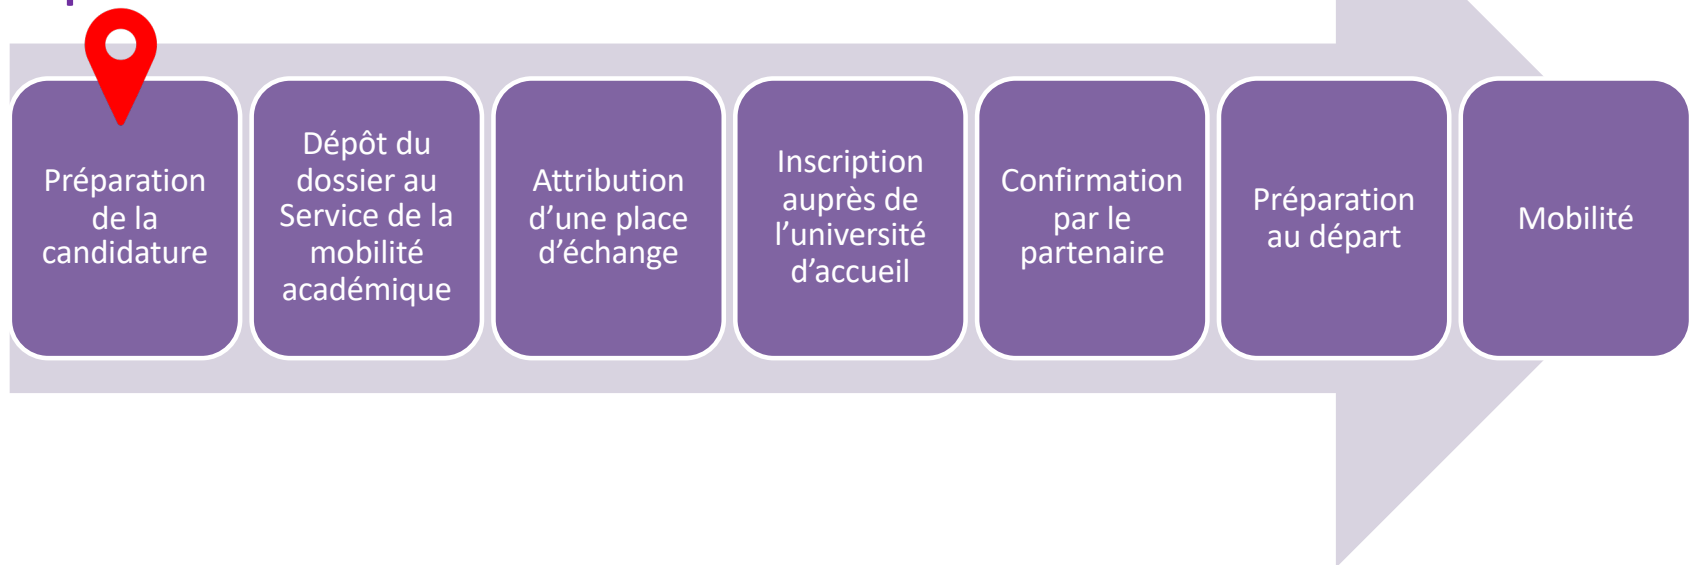 Préparation
de la
candidature
Dépôt du
dossier au
Service de la
mobilité
académique
Attribution
d’une place
d’échange
Inscription
auprès de
l’université
d’accueil
Confirmation
par le
partenaire
Préparation
au départ
Mobilité